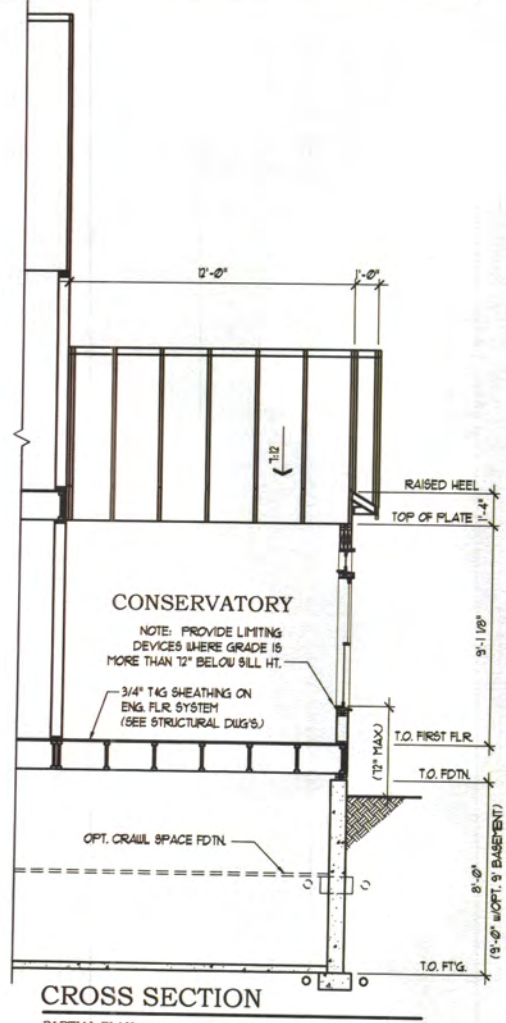 12'-0"
1'-0"
7:12
RAISED HEEL
1'-4"
TOP OF PLATE
9'-1 1/8"
CONSERVATORY
NOTE: PROVIDE LIMITING
DEVICES WHERE GRADE IS
MORE THAN 72" BELOW SILL HT.
3/4" T&G SHEATHING ON
ENG. FLR SYSTEM
(SEE STRUCTURAL DWG'S.)
(72" MAX)
T.O. FIRST FLR.
T.O. FDTN.
OPT. CRAWL SPACE FDTN.
8'-0"
(9'-0" w/OPT. 9' BASEMENT)
T.O. FT'G.
CROSS SECTION